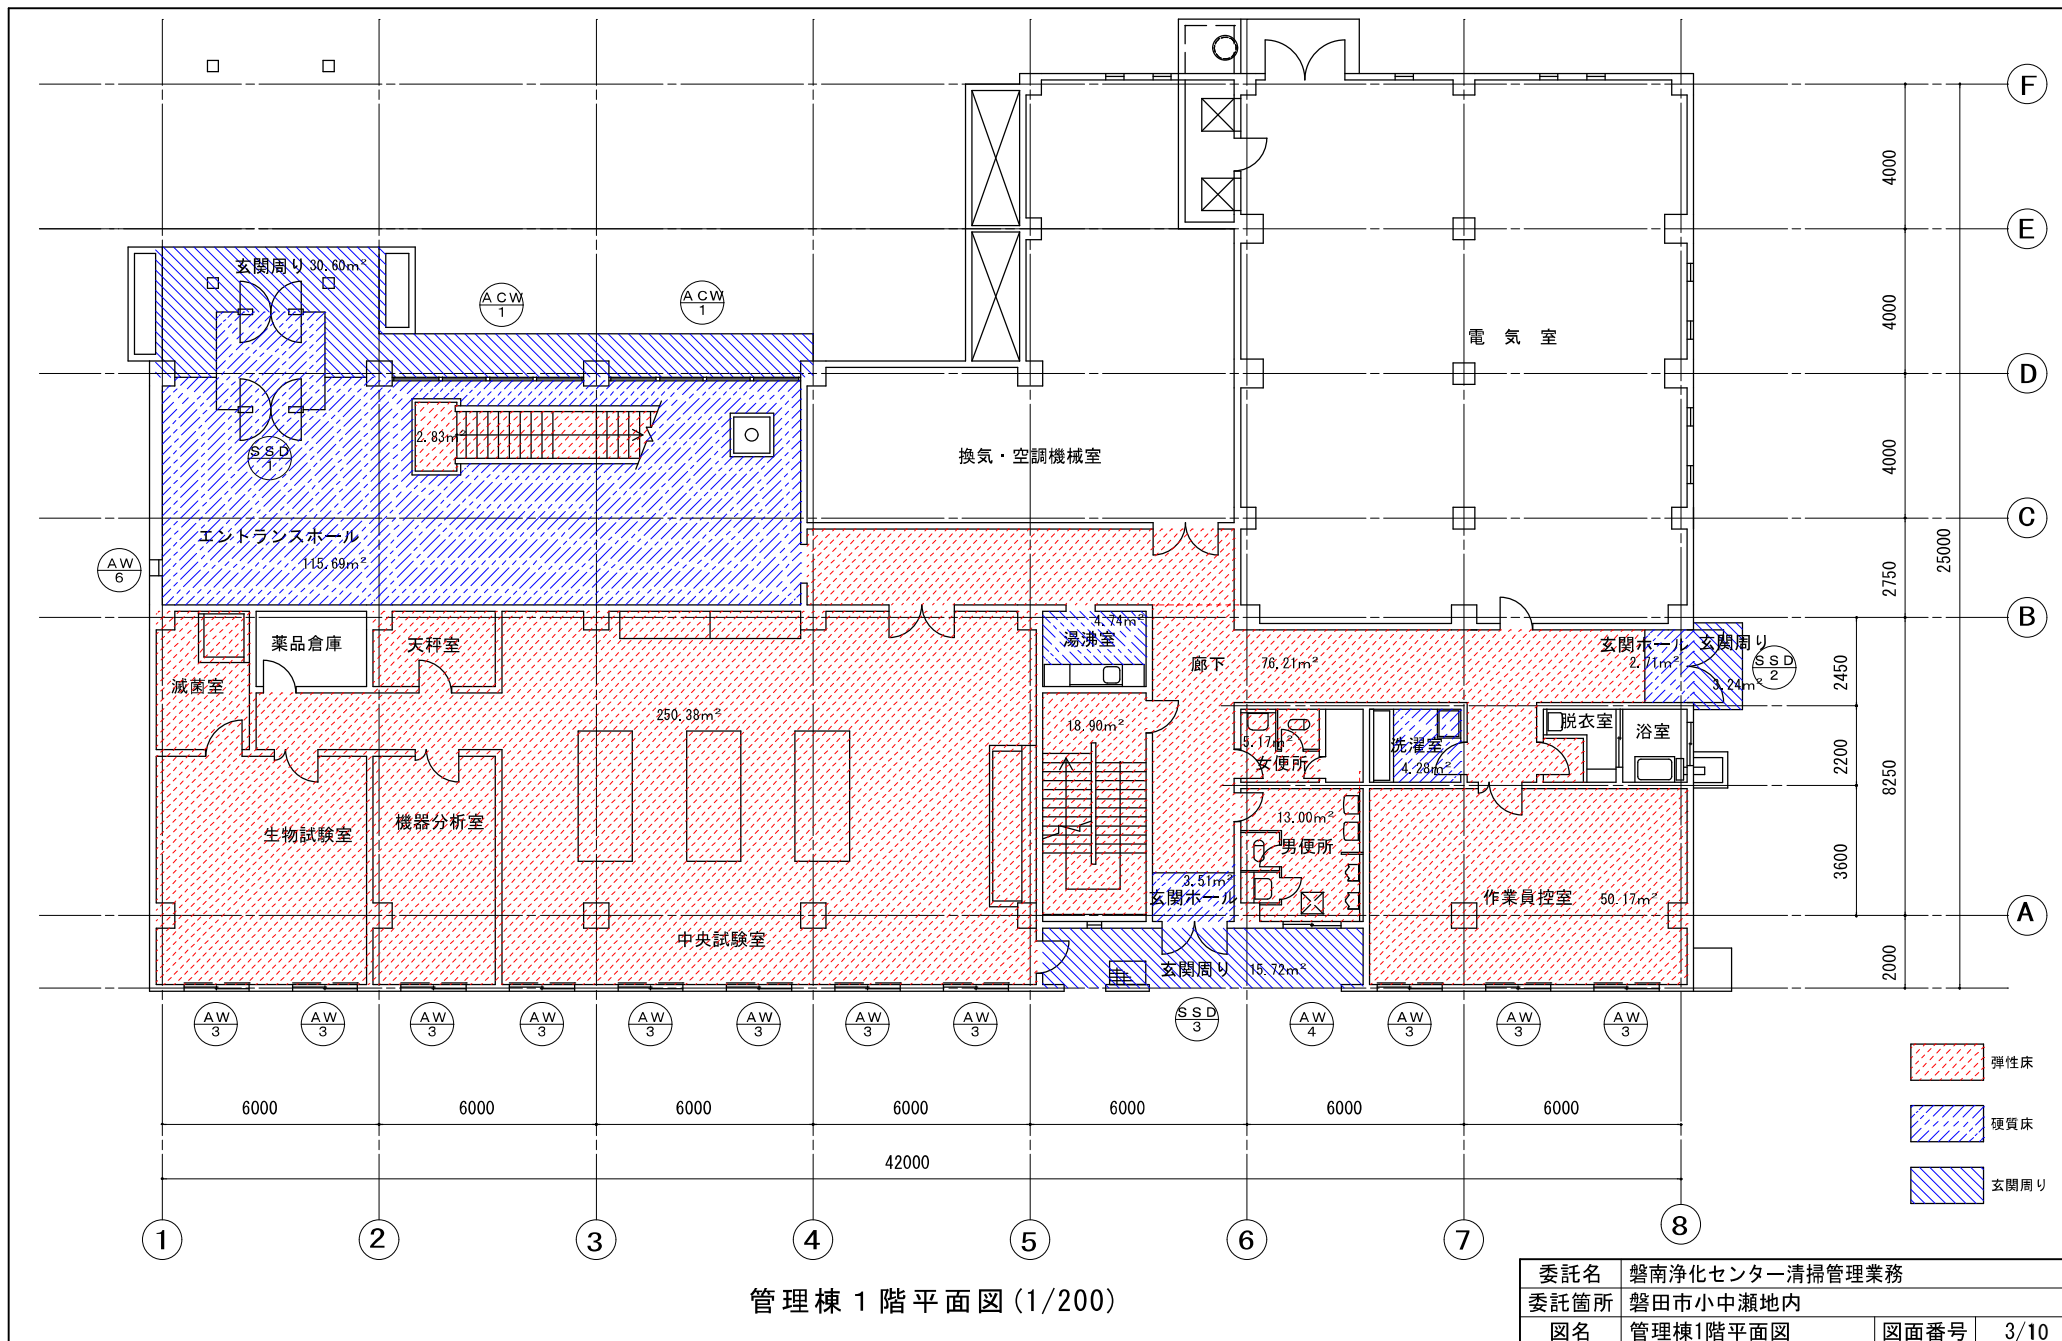 F
4000
E
玄関周り 30.60m²
ACW
1
ACW
1
4000
電 気 室
D
2.83m²
SSD
1
換気・空調機械室
4000
C
エントランスホール
115.69m²
AW
6
2750
25000
B
薬品倉庫
天秤室
4.74m²
湯沸室
滅菌室
廊下
76.21m²
玄関ホール
2.71m²
玄関周り
3.24m²
SSD
2
2450
250.38m²
18.90m²
5.17m²
女便所
洗濯室
4.28m²
脱衣室
浴室
2200
8250
生物試験室
機器分析室
13.00m²
男便所
3600
3.51m²
玄関ホール
作業員控室
50.17m²
A
中央試験室
玄関周り
15.72m²
2000
AW
3
AW
3
AW
3
AW
3
AW
3
AW
3
AW
3
AW
3
SSD
3
AW
4
AW
3
AW
3
AW
3
弾性床
硬質床
玄関周り
6000
6000
6000
6000
6000
6000
6000
42000
1
2
3
4
5
6
7
8
管理棟1階平面図(1/200)
委託名 磐南浄化センター清掃管理業務
委託箇所 磐田市小中瀬地内
図名 管理棟1階平面図 図面番号 3/10